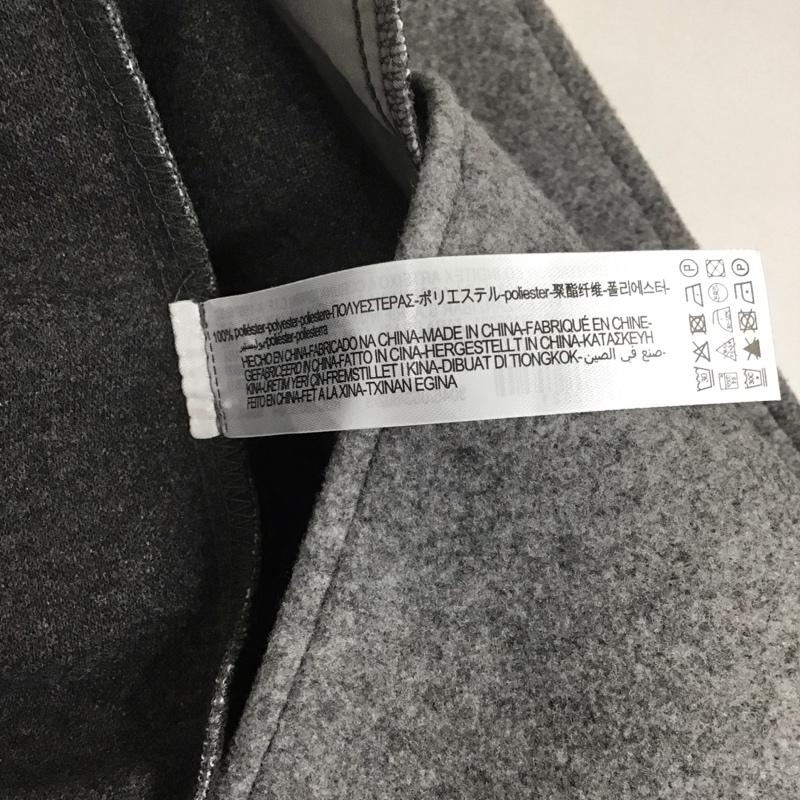 100% poliéster-polyester-poliestere-ΠΟΛΥΕΣΤΕΡΑΣ-ポリエステル-poliester-聚酯纤维-폴리에스터-
بوليستر-poliéster-poliesterra
HECHO EN CHINA-FABRICADO NA CHINA-MADE IN CHINA-FABRIQUÉ EN CHINE-
GEFABRICEERD IN CHINA-FATTO IN CINA-HERGESTELLT IN CHINA-ΚΑΤΑΣΚΕΥΗ
KINA-ÜRETIM YERI ÇIN-FREMSTILLET I KINA-DIBUAT DI TIONGKOK-صنع في الصين-
FEITO EN CHINA-FET A LA XINA-TXINAN EGINA
P
P